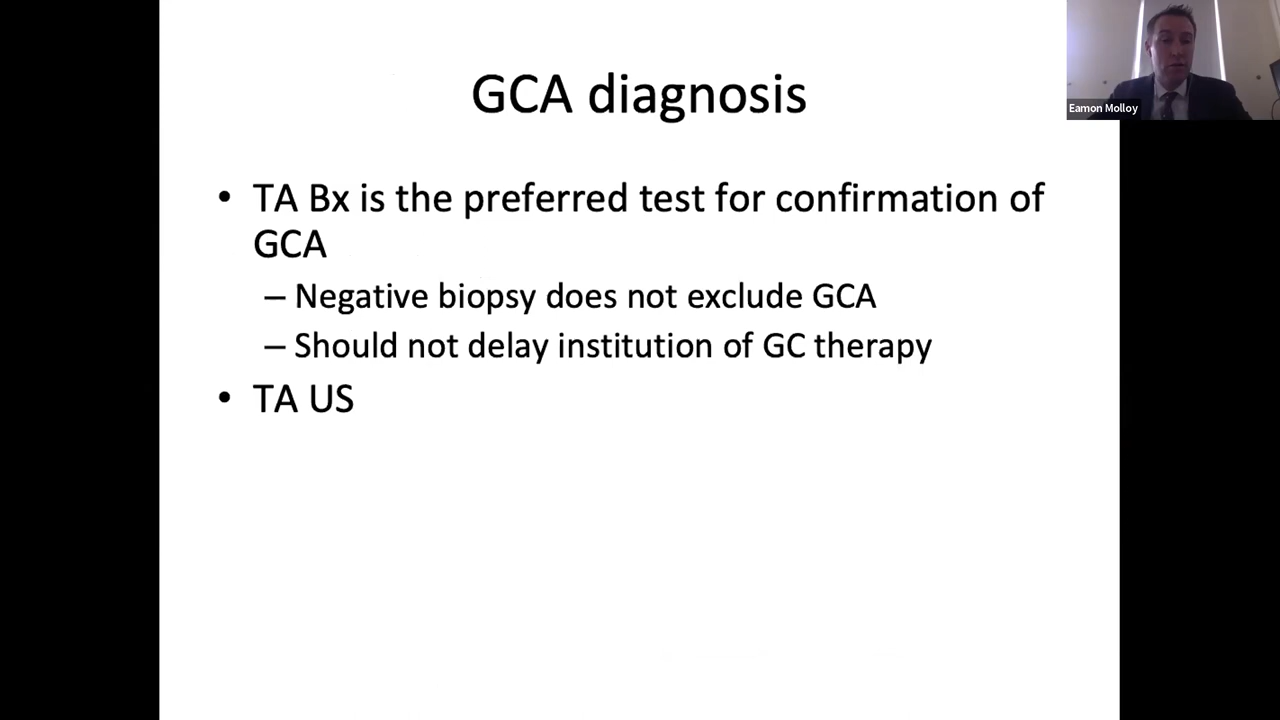 GCA diagnosis
Eamon Molloy
• TA Bx is the preferred test for confirmation of
GCA
– Negative biopsy does not exclude GCA
– Should not delay institution of GC therapy
• TA US